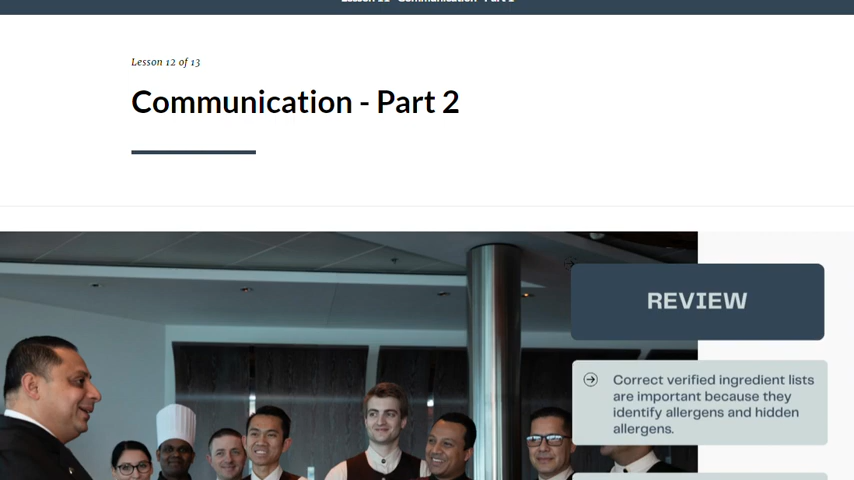 Lesson 12 of 13
Communication - Part 2
REVIEW
Correct verified ingredient lists
are important because they
identify allergens and hidden
allergens.